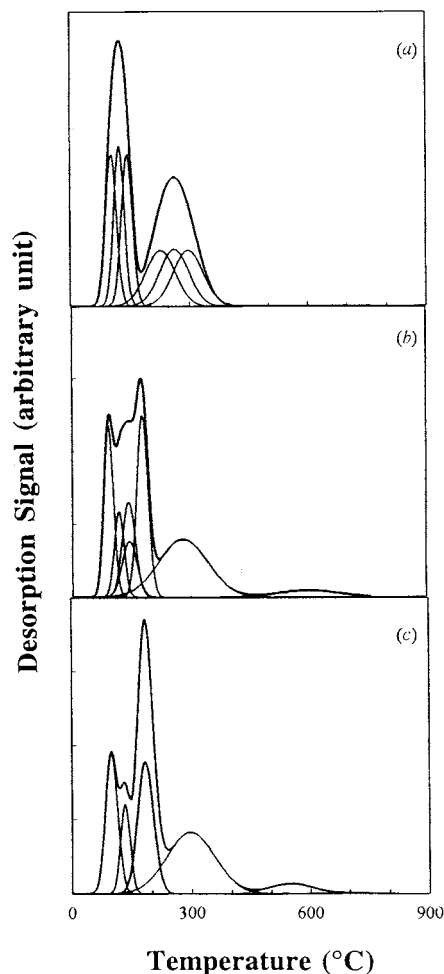 (a)
(b)
(c)
Desorption Signal (arbitrary unit)
0 300 600 900
Temperature (°C)